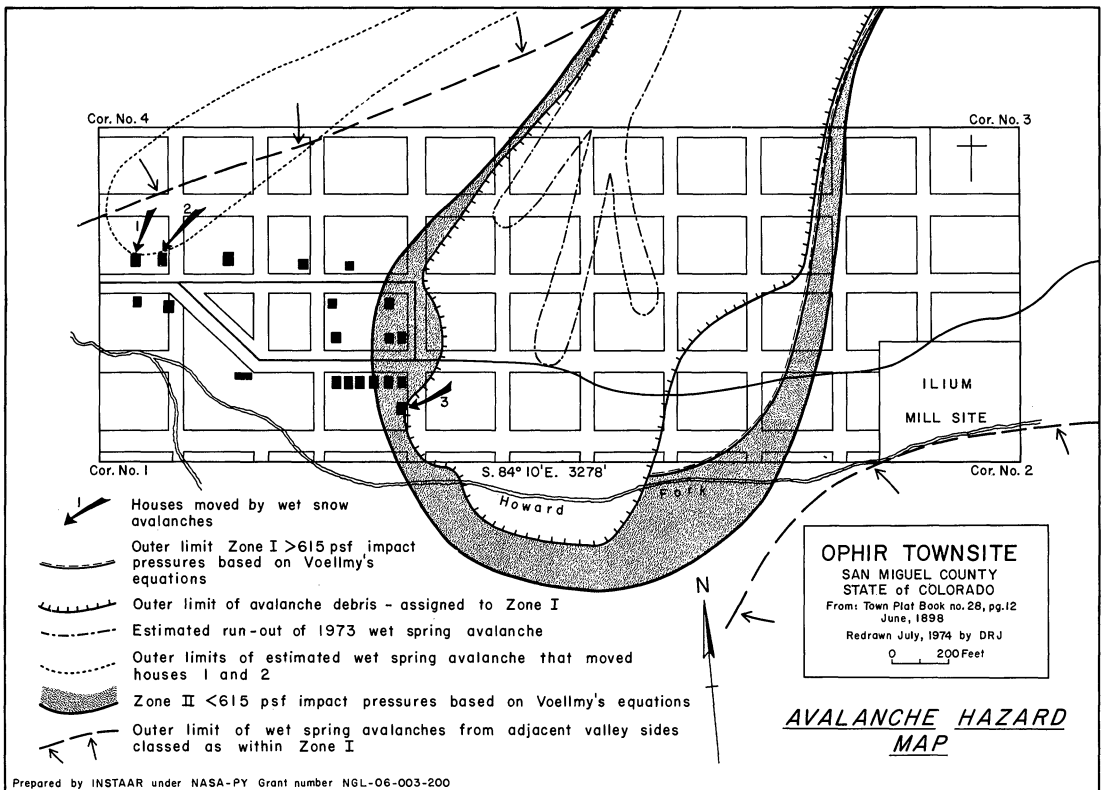 Cor. No. 4
Cor. No. 3
1
2
3
ILIUM
MILL SITE
Cor. No. 1
S. 84° 10'E. 3278'
Cor. No. 2
Howard Fork
1
Houses moved by wet snow
avalanches
Outer limit Zone I >615 psf impact
pressures based on Voellmy's
equations
Outer limit of avalanche debris - assigned to Zone I
Estimated run-out of 1973 wet spring avalanche
Outer limits of estimated wet spring avalanche that moved
houses 1 and 2
Zone II <615 psf impact pressures based on Voellmy's equations
Outer limit of wet spring avalanches from adjacent valley sides
classed as within Zone I
N
OPHIR TOWNSITE
SAN MIGUEL COUNTY
STATE of COLORADO
From: Town Plat Book no. 28, pg. 12
June, 1898
Redrawn July, 1974 by DRJ
0 200 Feet
AVALANCHE HAZARD
MAP
Prepared by INSTAAR under NASA-PY Grant number NGL-06-003-200